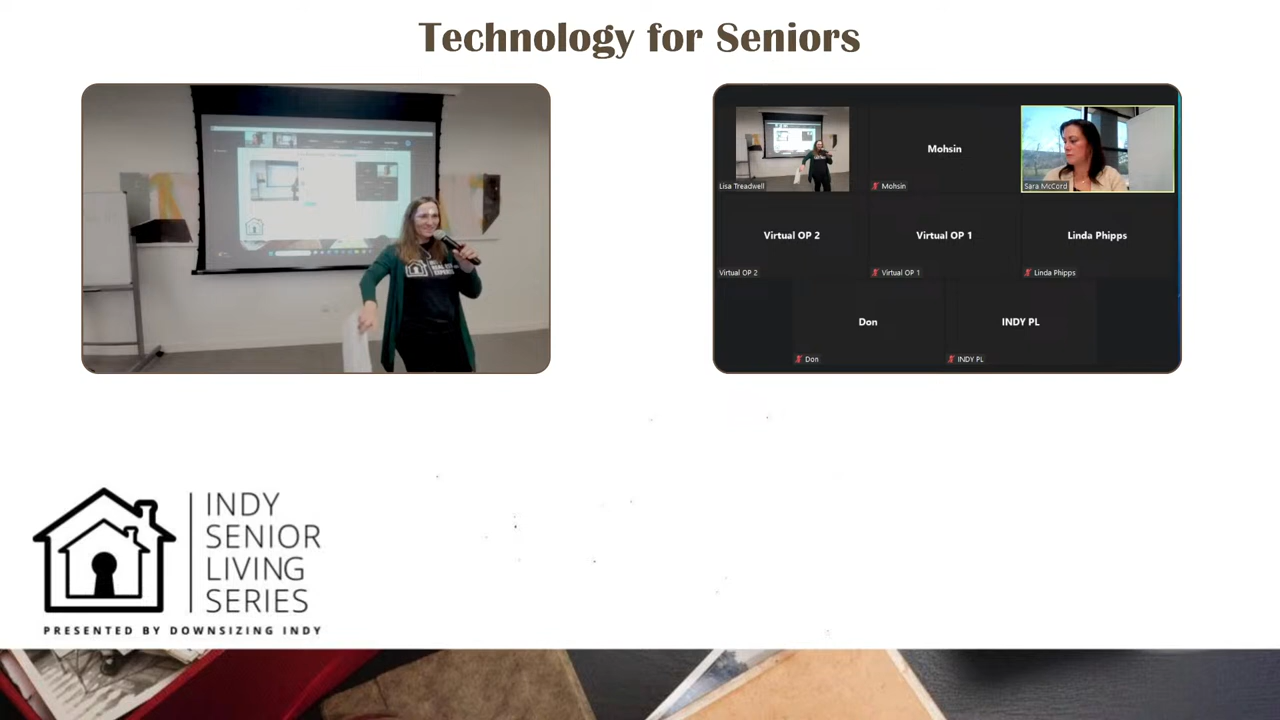 Technology for Seniors
Lisa Treadwell
Mohsin
Mohsin
Sara McCord
Virtual OP 2
Virtual OP 2
Virtual OP 1
Virtual OP 1
Linda Phipps
Linda Phipps
Don
Don
INDY PL
INDY PL
INDY
SENIOR
LIVING
SERIES
PRESENTED BY DOWNSIZING INDY